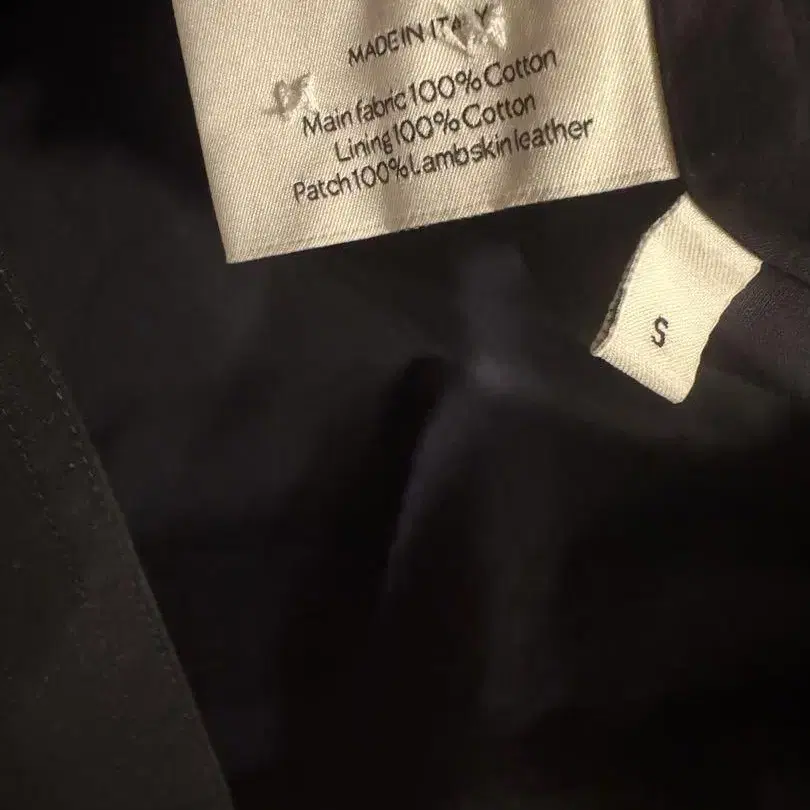 MADE IN ITALY
Main fabric 100% Cotton
Lining 100% Cotton
Patch 100% Lambskin leather
S